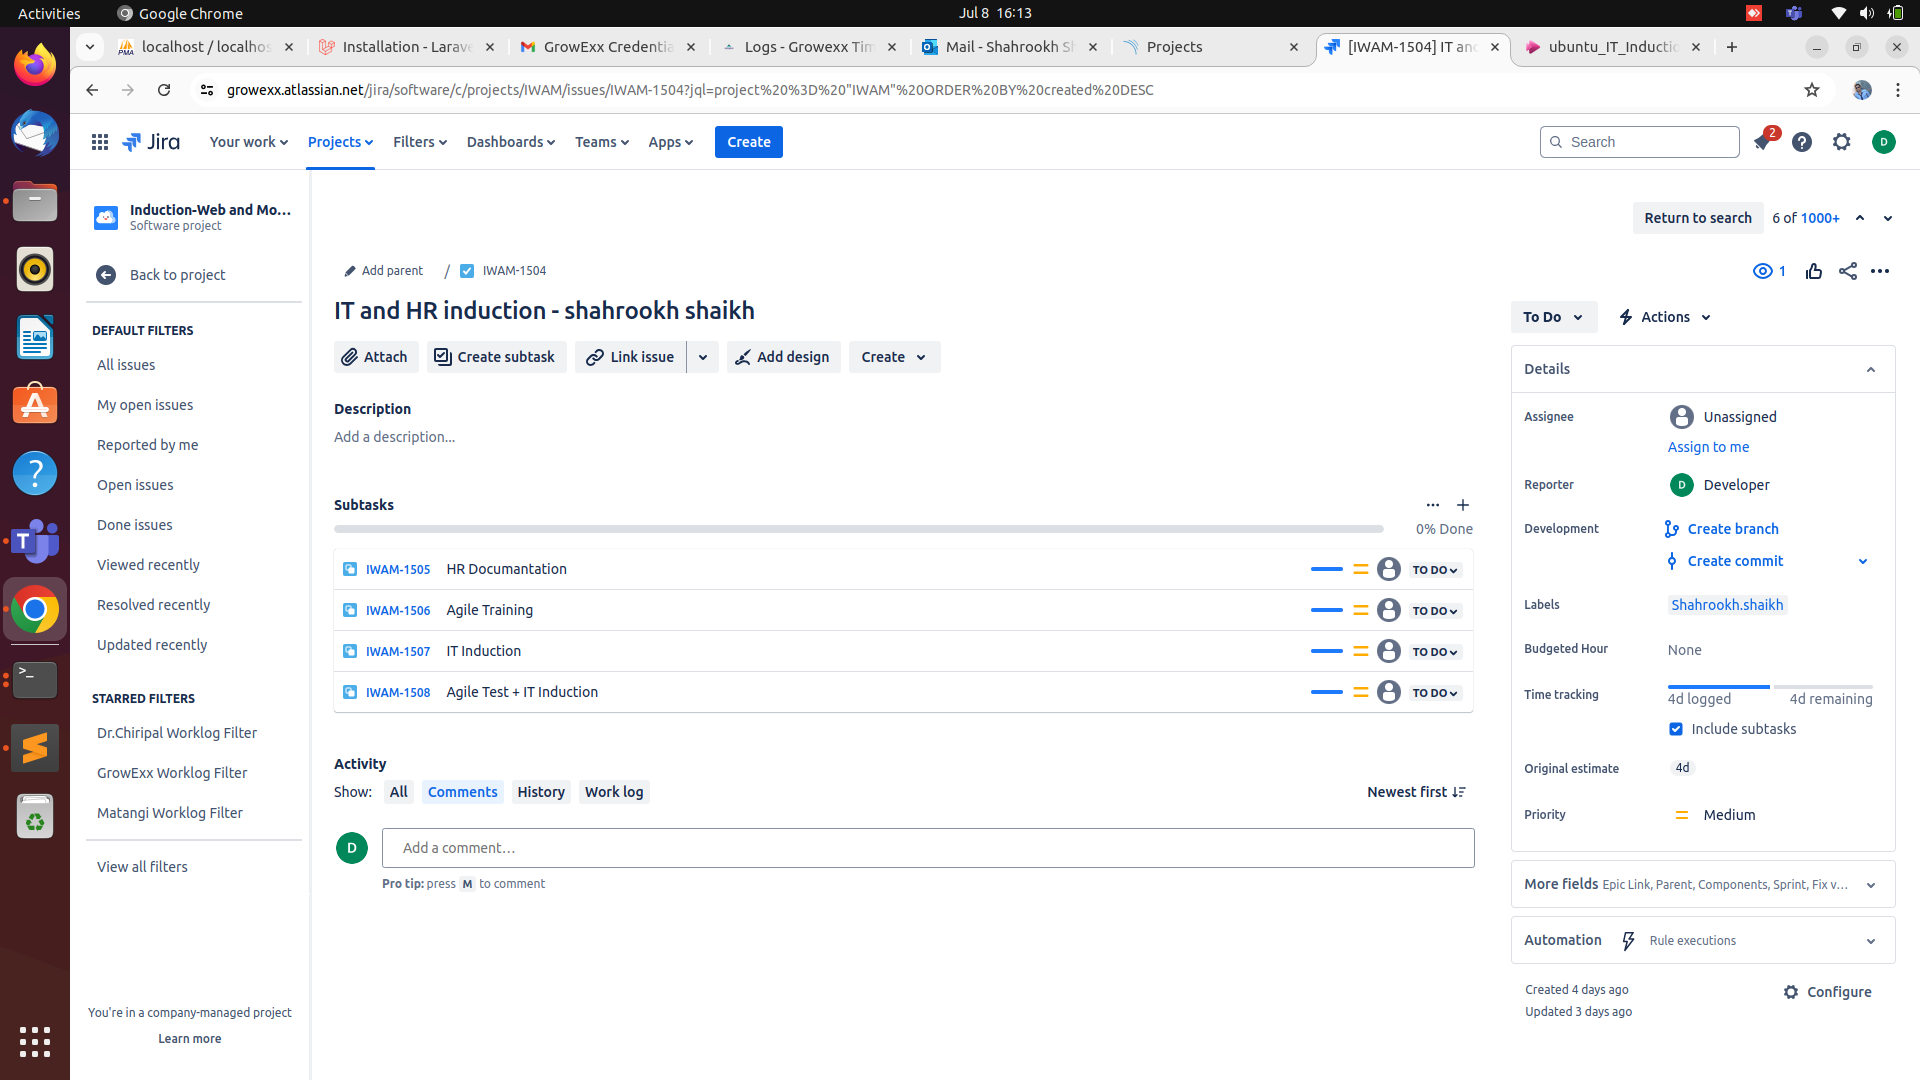 Activities
Google Chrome
Jul 8 16:13
localhost / localhos
Installation - Larave
GrowExx Credentia
Logs - Growexx Tim
Mail - Shahrookh Sh
Projects
[IWAM-1504] IT and
ubuntu_IT_Inductio
growexx.atlassian.net/jira/software/c/projects/IWAM/issues/IWAM-1504?jql=project%20%3D%20"IWAM"%20ORDER%20BY%20created%20DESC
Jira
Your work
Projects
Filters
Dashboards
Teams
Apps
Create
Search
2
D
Induction-Web and Mo...
Software project
Back to project
DEFAULT FILTERS
All issues
My open issues
Reported by me
Open issues
Done issues
Viewed recently
Resolved recently
Updated recently
STARRED FILTERS
Dr.Chiripal Worklog Filter
GrowExx Worklog Filter
Matangi Worklog Filter
View all filters
You're in a company-managed project
Learn more
Return to search
6 of 1000+
Add parent / IWAM-1504
1
IT and HR induction - shahrookh shaikh
Attach
Create subtask
Link issue
Add design
Create
Description
Add a description...
Subtasks
0% Done
IWAM-1505 HR Documantation TO DO
IWAM-1506 Agile Training TO DO
IWAM-1507 IT Induction TO DO
IWAM-1508 Agile Test + IT Induction TO DO
Activity
Show: All Comments History Work log
Newest first
D
Add a comment...
Pro tip: press M to comment
To Do
Actions
Details
Assignee
Unassigned
Assign to me
Reporter
D Developer
Development
Create branch
Create commit
Labels
Shahrookh.shaikh
Budgeted Hour
None
Time tracking
4d logged
4d remaining
Include subtasks
Original estimate
4d
Priority
Medium
More fields Epic Link, Parent, Components, Sprint, Fix v...
Automation
Rule executions
Created 4 days ago
Updated 3 days ago
Configure